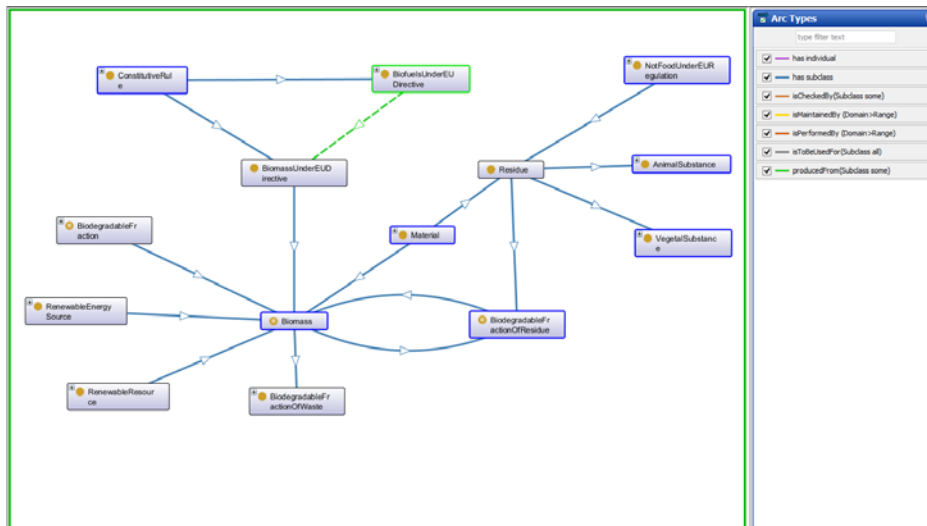 Arc Types
type filter text
has individual
has subclass
isCheckedBy(Subclass some)
isMaintainedBy (Domain>Range)
isPerformedBy (Domain>Range)
isToBeUsedFor(Subclass all)
producedFrom(Subclass some)
ConstitutiveRul
e
BiofuelsUnderEU
Directive
NotFoodUnderEUR
egulation
BiomassUnderEUD
irective
Residue
AnimalSubstance
BiodegradableFr
action
Material
VegetalSubstanc
e
RenewableEnergy
Source
Biomass
BiodegradableFr
actionOfResidue
RenewableResour
ce
BiodegradableFr
actionOfWaste